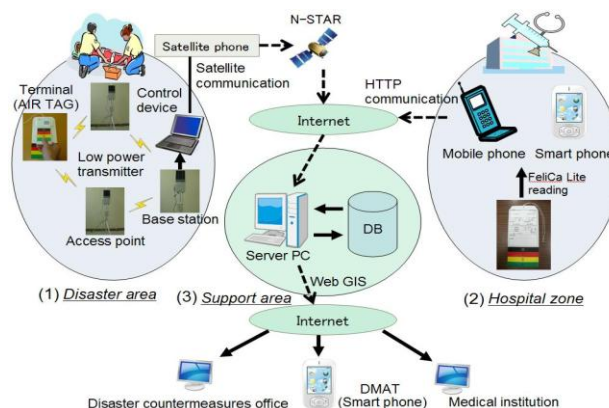 N-STAR
Satellite phone
Satellite
communication
HTTP
communication
Terminal
(AIR TAG)
Control
device
Low power
transmitter
Base station
Access point
(1) Disaster area
Internet
Server PC
DB
Web GIS
(3) Support area
Mobile phone
Smart phone
FeliCa Lite
reading
(2) Hospital zone
Internet
Disaster countermeasures office
DMAT
(Smart phone)
Medical institution